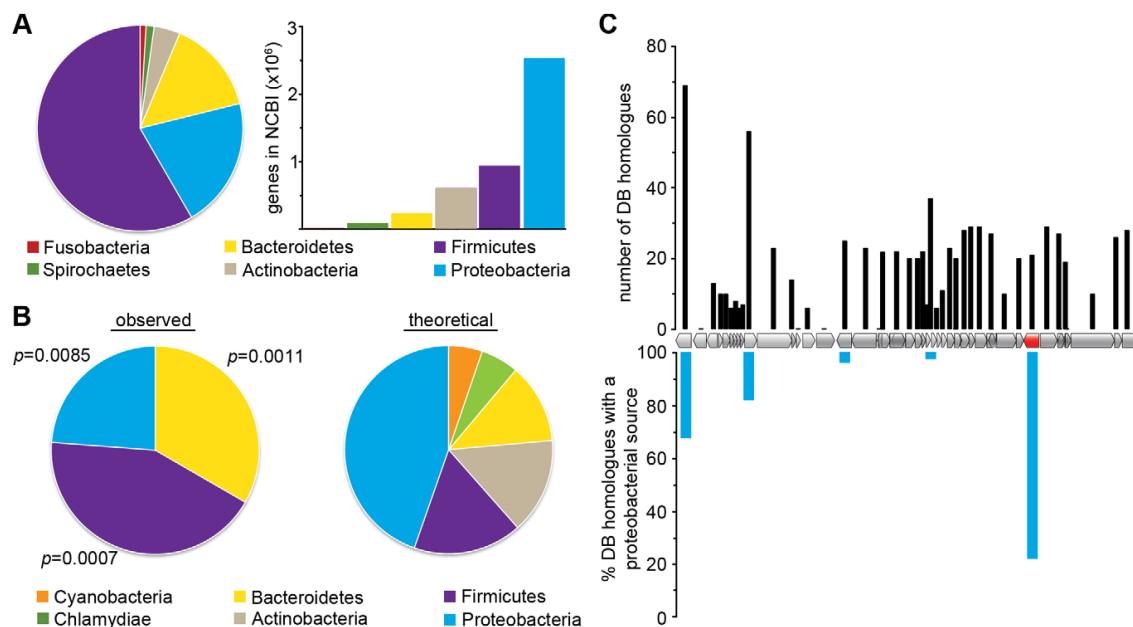 A
genes in NCBI (x10⁶)
3
2
1
0
Fusobacteria
Bacteroidetes
Firmicutes
Spirochaetes
Actinobacteria
Proteobacteria
B
observed
theoretical
p=0.0085
p=0.0011
p=0.0007
Cyanobacteria
Bacteroidetes
Firmicutes
Chlamydiae
Actinobacteria
Proteobacteria
C
number of DB homologues
80
60
40
20
0
% DB homologues with a
proteobacterial source
100
80
60
40
20
0